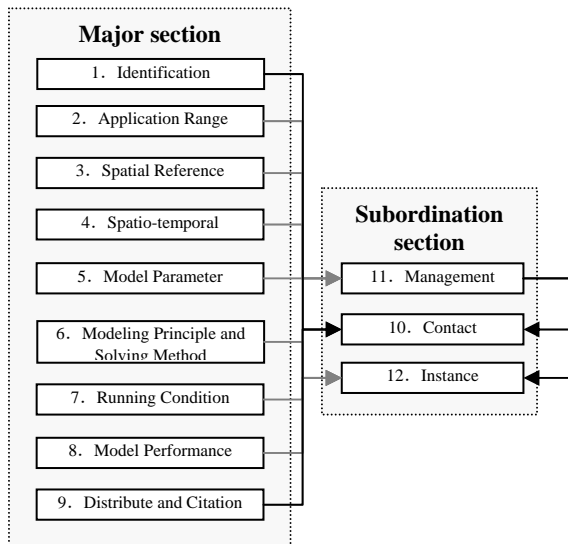 Major section
1. Identification
2. Application Range
3. Spatial Reference
4. Spatio-temporal
5. Model Parameter
6. Modeling Principle and
Solving Method
7. Running Condition
8. Model Performance
9. Distribute and Citation
Subordination
section
11. Management
10. Contact
12. Instance